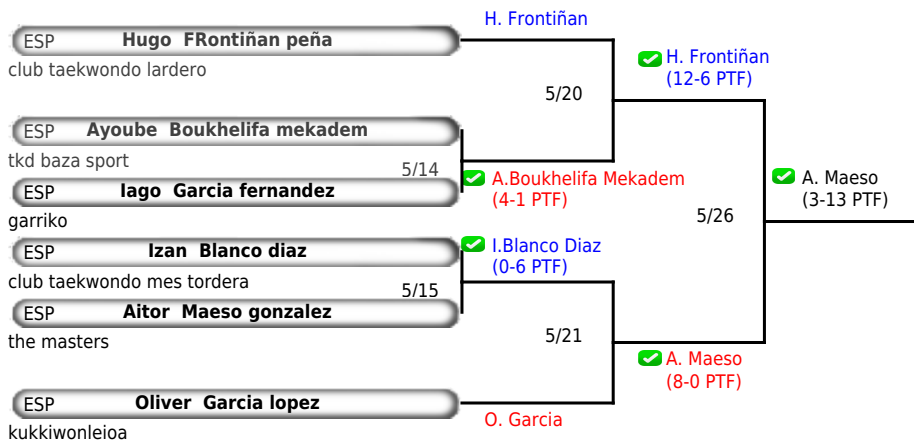 H. Frontiñan
ESP Hugo FRontiñan peña
club taekwondo lardero
H. Frontiñan
(12-6 PTF)
5/20
ESP Ayoube Boukhelifa mekadem
tkd baza sport
5/14
A.Boukhelifa Mekadem
(4-1 PTF)
ESP Iago Garcia fernandez
garriko
A. Maeso
(3-13 PTF)
5/26
ESP Izan Blanco diaz
club taekwondo mes tordera
I.Blanco Diaz
(0-6 PTF)
5/15
ESP Aitor Maeso gonzalez
the masters
5/21
A. Maeso
(8-0 PTF)
ESP Oliver Garcia lopez
kukkiwonleioa
O. Garcia